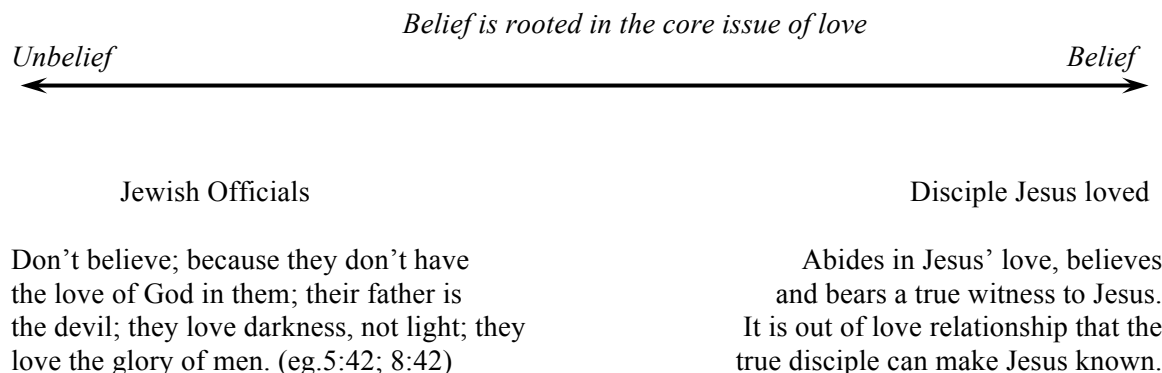 Belief is rooted in the core issue of love
Unbelief Belief
Jewish Officials
Don’t believe; because they don’t have
the love of God in them; their father is
the devil; they love darkness, not light; they
love the glory of men. (eg.5:42; 8:42)
Disciple Jesus loved
Abides in Jesus’ love, believes
and bears a true witness to Jesus.
It is out of love relationship that the
true disciple can make Jesus known.